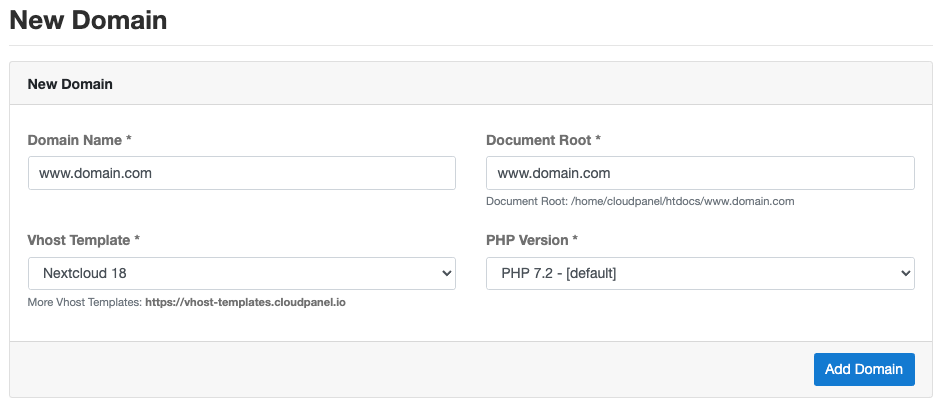 New Domain
New Domain
Domain Name *
www.domain.com
Document Root *
www.domain.com
Document Root: /home/cloudpanel/htdocs/www.domain.com
Vhost Template *
Nextcloud 18
More Vhost Templates: https://vhost-templates.cloudpanel.io
PHP Version *
PHP 7.2 - [default]
Add Domain